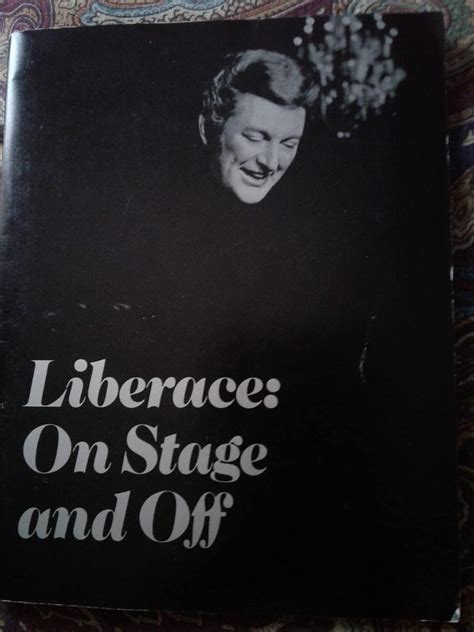 Liberace:
On Stage
and Off